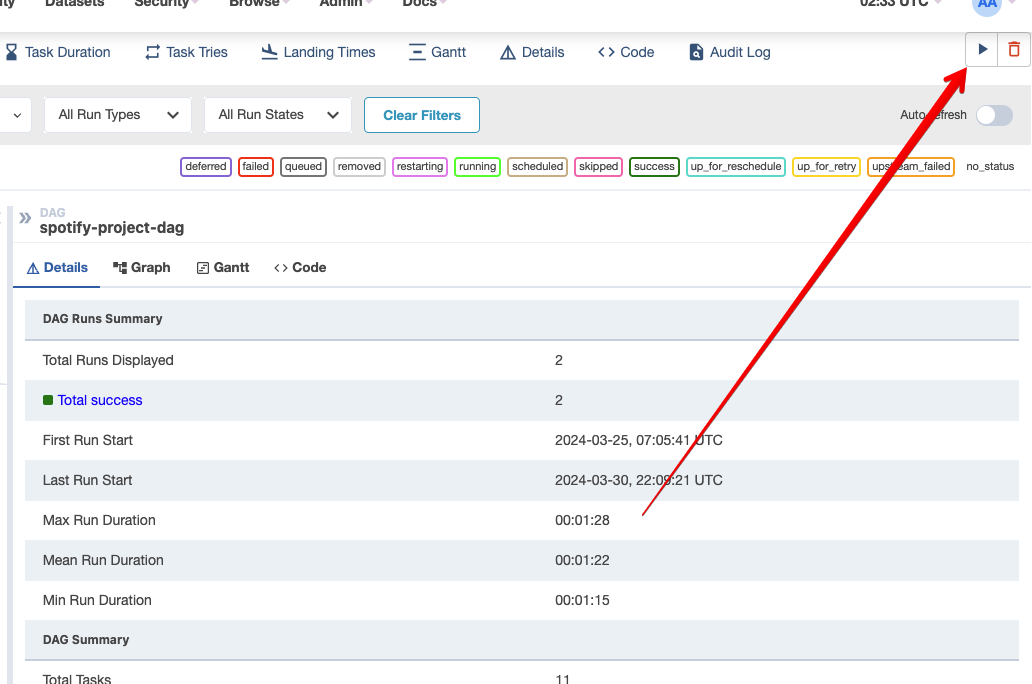 Datasets Security Browse Admin Docs 02:33 UTC AA
Task Duration Task Tries Landing Times Gantt Details Code Audit Log
All Run Types All Run States Clear Filters Auto-refresh
deferred failed queued removed restarting running scheduled skipped success up_for_reschedule up_for_retry upstream_failed no_status
DAG
spotify-project-dag
Details Graph Gantt Code
DAG Runs Summary
Total Runs Displayed 2
Total success 2
First Run Start 2024-03-25, 07:05:41 UTC
Last Run Start 2024-03-30, 22:09:21 UTC
Max Run Duration 00:01:28
Mean Run Duration 00:01:22
Min Run Duration 00:01:15
DAG Summary
Total Tasks 11